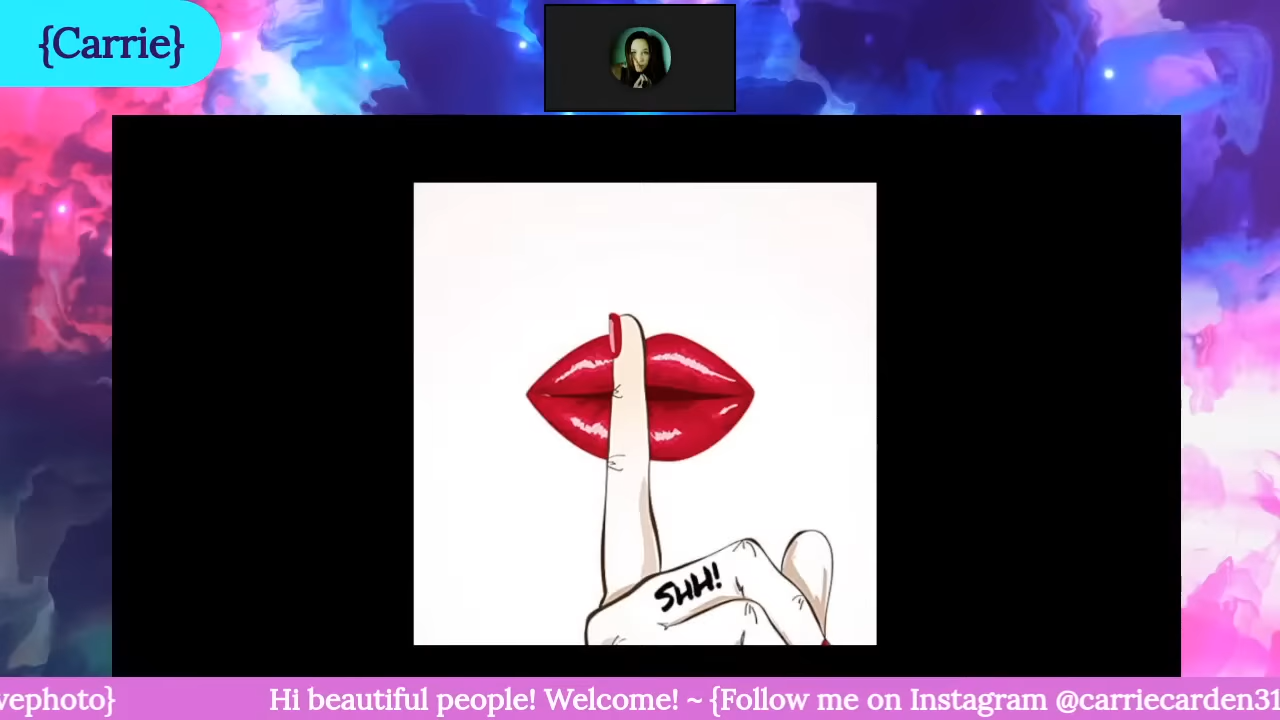 {Carrie}
SHH!
vephoto} Hi beautiful people! Welcome! ~ {Follow me on Instagram @carriecarden31